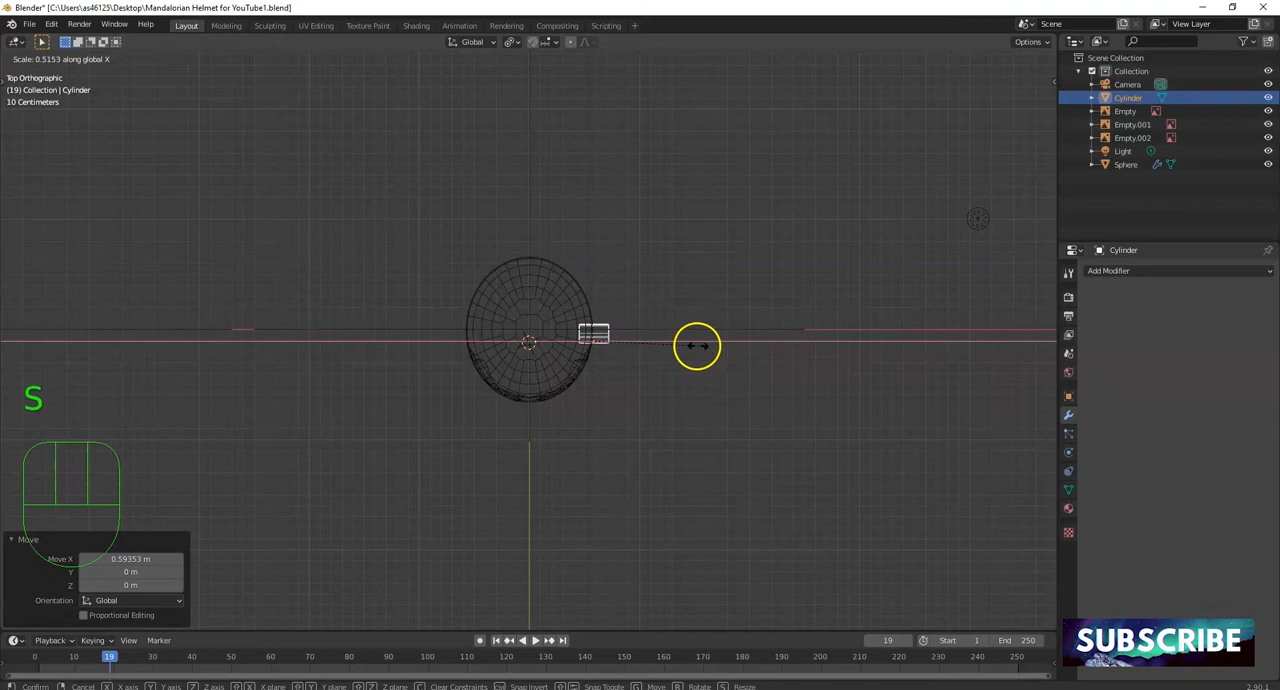 Blender* [C:\Users\as46125\Desktop\Mandalorian Helmet for YouTube1.blend]
File Edit Render Window Help Layout Modeling Sculpting UV Editing Texture Paint Shading Animation Rendering Compositing Scripting + Scene View Layer
Global Options
Scale: 0.5153 along global X
Top Orthographic
(19) Collection | Cylinder
10 Centimeters
Scene Collection
Collection
Camera
Cylinder
Empty
Empty.001
Empty.002
Light
Sphere
Cylinder
Add Modifier
S
Move
Move X 0.59353 m
Y 0 m
Z 0 m
Orientation Global
Proportional Editing
SUBSCRIBE
Playback Keying View Marker 19 Start 1 End 250
0 10 19 30 40 50 60 70 80 90 100 110 120 130 140 150 160 170 180 190 200 210 220 230 240 250
Confirm Cancel X X axis Y Y axis Z Z axis X X plane Y Y plane Z Z plane C Clear Constraints Snap Invert Snap Toggle G Move R Rotate S Resize 2.90.1